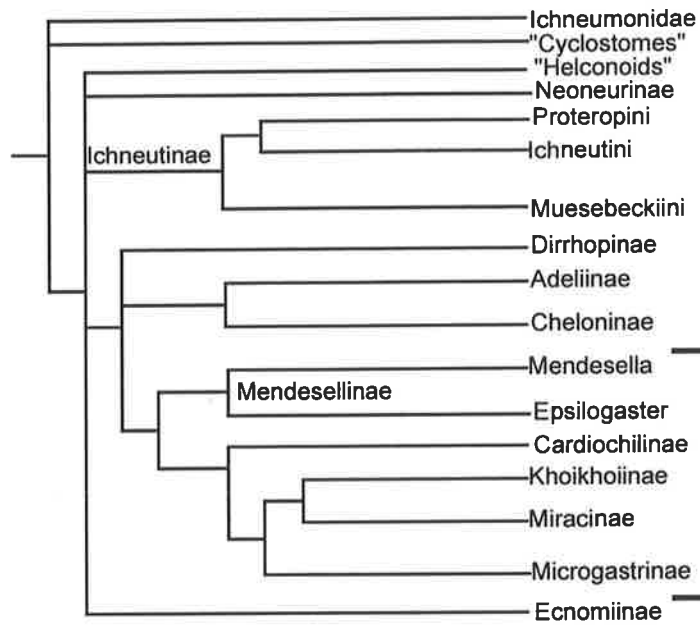 Ichneumonidae
"Cyclostomes"
"Helconoids"
Neoneurinae
Proteropini
Ichneutinae
Ichneutini
Muesebeckiini
Dirrhopinae
Adeliinae
Cheloninae
Mendesella
Mendesellinae
Epsilogaster
Cardiochilinae
Khoikhoiinae
Miracinae
Microgastrinae
Ecnomiinae